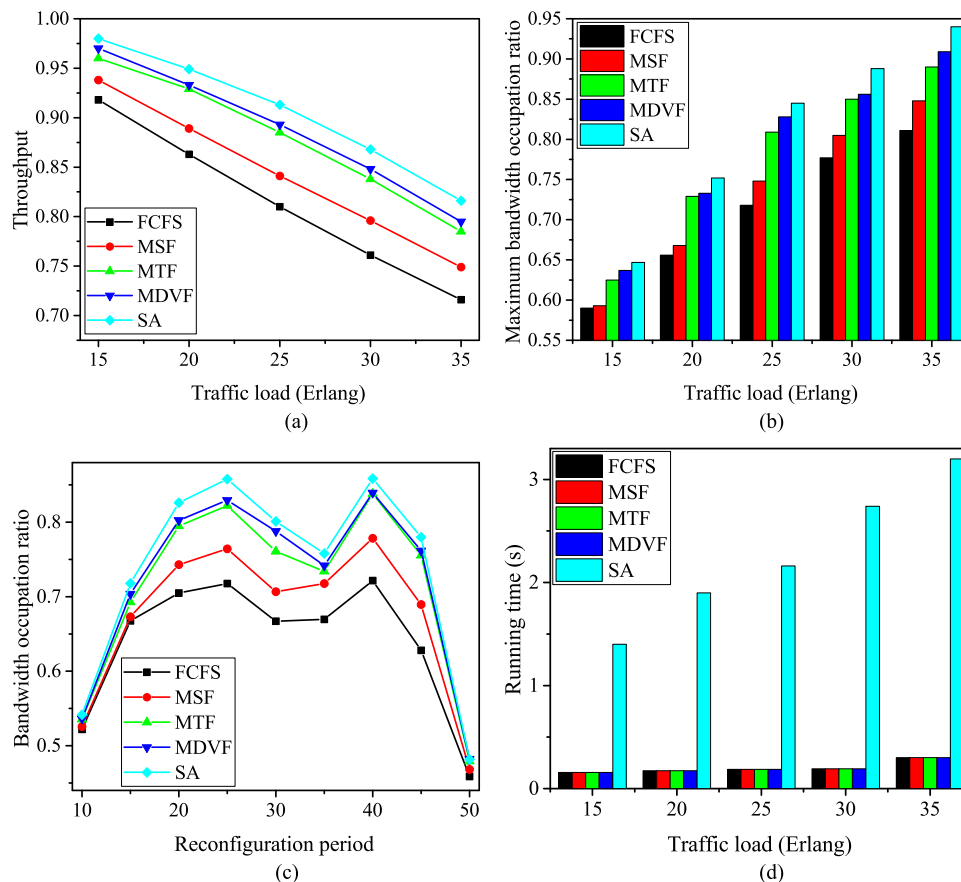 Throughput
1.00
0.95
0.90
0.85
0.80
0.75
0.70
FCFS
MSF
MTF
MDVF
SA
15
20
25
30
35
Traffic load (Erlang)
(a)
Maximum bandwidth occupation ratio
0.95
0.90
0.85
0.80
0.75
0.70
0.65
0.60
0.55
FCFS
MSF
MTF
MDVF
SA
15
20
25
30
35
Traffic load (Erlang)
(b)
Bandwidth occupation ratio
0.8
0.7
0.6
0.5
FCFS
MSF
MTF
MDVF
SA
10
20
30
40
50
Reconfiguration period
(c)
Running time (s)
3
2
1
0
FCFS
MSF
MTF
MDVF
SA
15
20
25
30
35
Traffic load (Erlang)
(d)